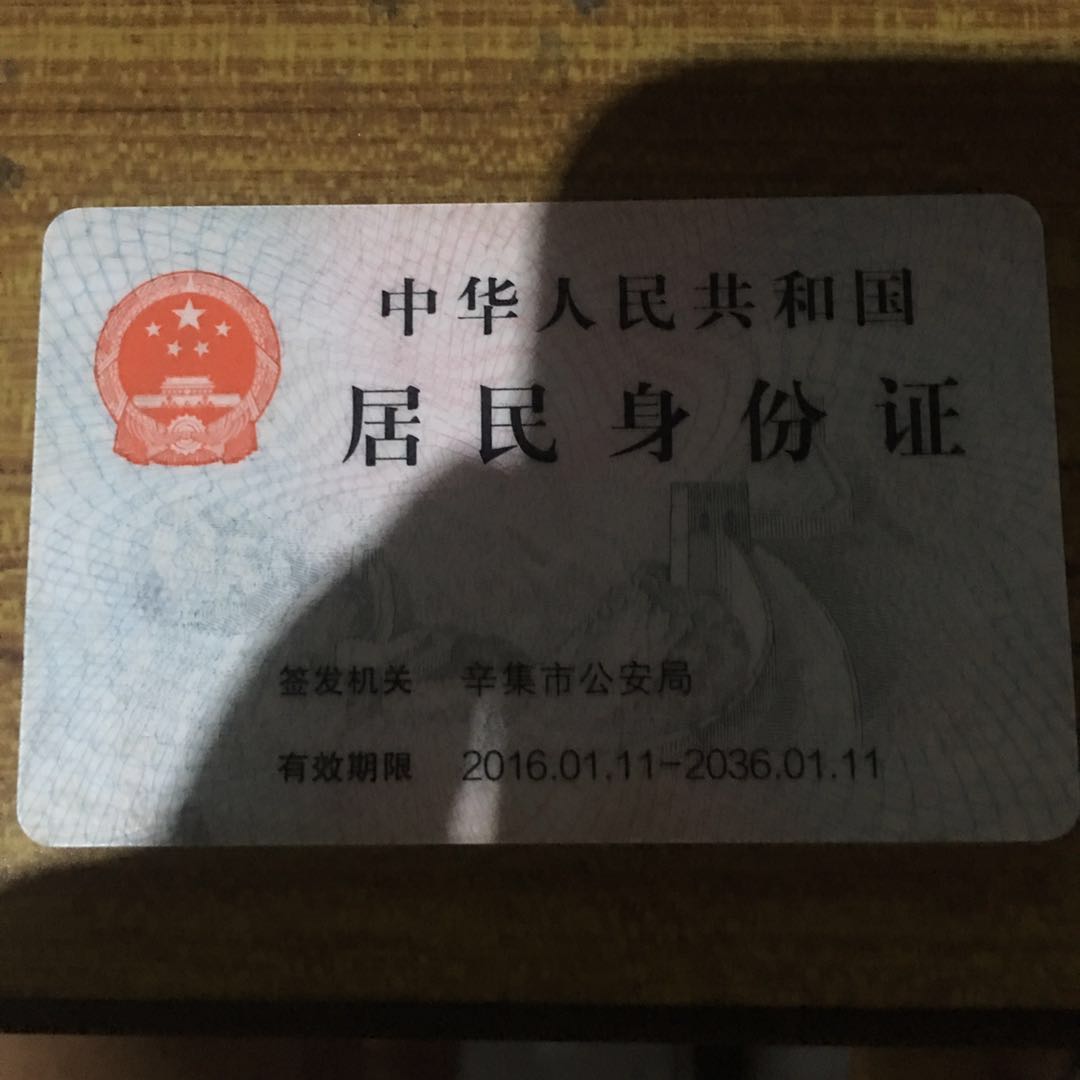 中华人民共和国
居民身份证
签发机关 辛集市公安局
有效期限 2016.01.11-2036.01.11